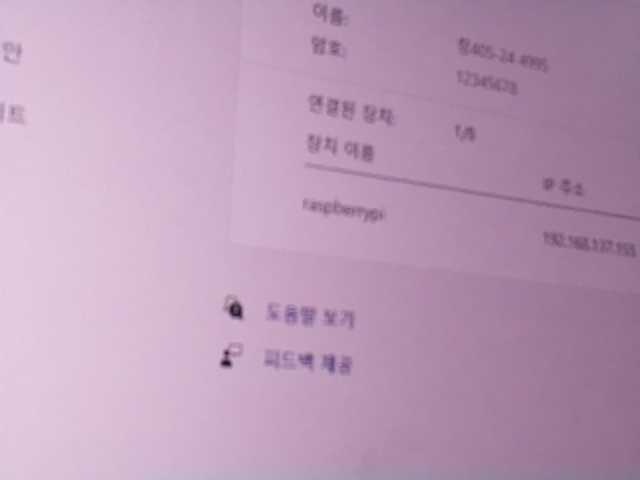 이름:
암호: 12345678
연결된 장치:
장치 이름 IP 주소
raspberrypi 192.168.137.155
도움말 보기
피드백 제공